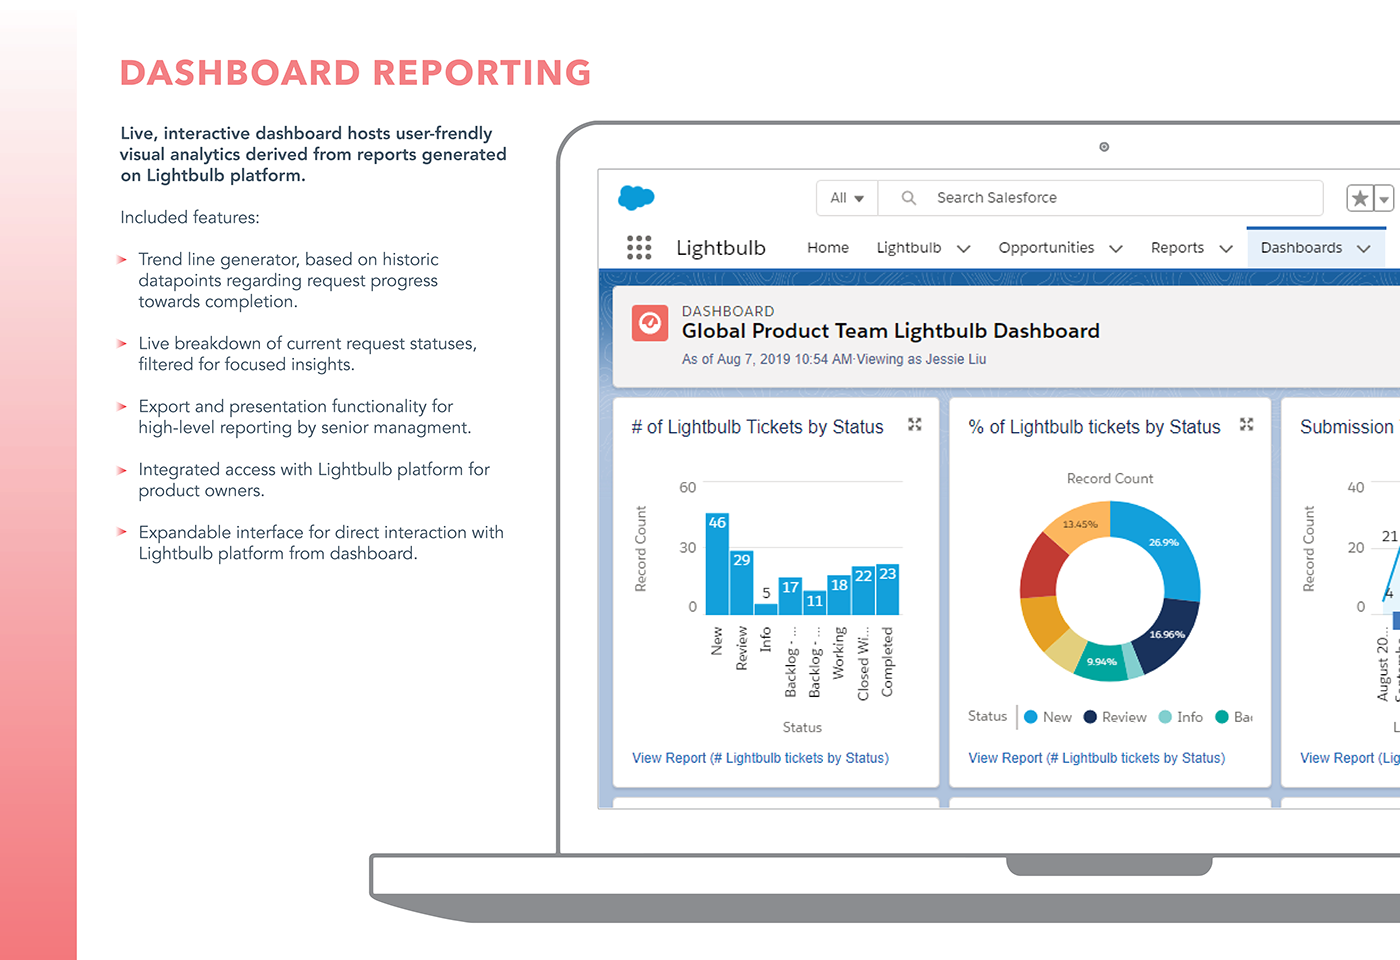 DASHBOARD REPORTING
Live, interactive dashboard hosts user-frendly
visual analytics derived from reports generated
on Lightbulb platform.
Included features:
Trend line generator, based on historic
datapoints regarding request progress
towards completion.
Live breakdown of current request statuses,
filtered for focused insights.
Export and presentation functionality for
high-level reporting by senior managment.
Integrated access with Lightbulb platform for
product owners.
Expandable interface for direct interaction with
Lightbulb platform from dashboard.
All
Search Salesforce
Lightbulb
Home
Lightbulb
Opportunities
Reports
Dashboards
DASHBOARD
Global Product Team Lightbulb Dashboard
As of Aug 7, 2019 10:54 AM·Viewing as Jessie Liu
# of Lightbulb Tickets by Status
Record Count
60
30
0
46
29
5
17
11
18
22
23
New
Review
Info
Backlog - ...
Backlog - ...
Working
Closed Wi...
Completed
Status
View Report (# Lightbulb tickets by Status)
% of Lightbulb tickets by Status
Record Count
13.45%
26.9%
16.96%
9.94%
Status
New
Review
Info
Bac
View Report (# Lightbulb tickets by Status)
Submission
Record Count
40
20
0
21
4
August 20...
View Report (Lig